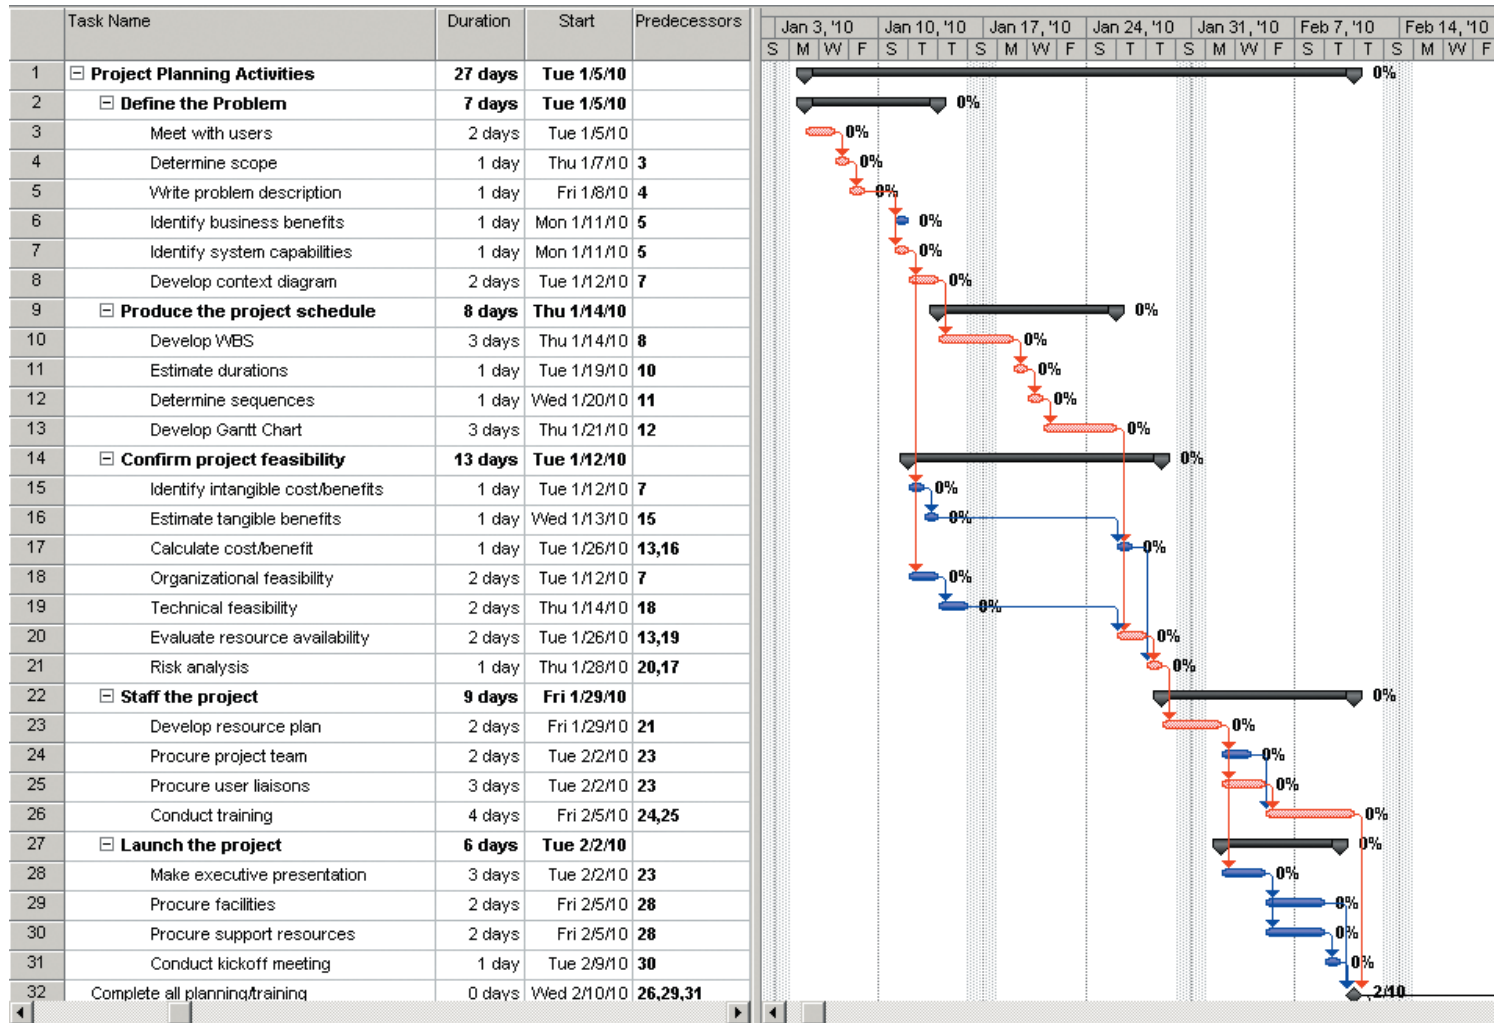 Task Name Duration Start Predecessors
Jan 3, '10 Jan 10, '10 Jan 17, '10 Jan 24, '10 Jan 31, '10 Feb 7, '10 Feb 14, '10
S M W F S T T S M W F S T T S M W F S T T S M W F
1 Project Planning Activities 27 days Tue 1/5/10 0%
2 Define the Problem 7 days Tue 1/5/10 0%
3 Meet with users 2 days Tue 1/5/10 0%
4 Determine scope 1 day Thu 1/7/10 3 0%
5 Write problem description 1 day Fri 1/8/10 4 0%
6 Identify business benefits 1 day Mon 1/11/10 5 0%
7 Identify system capabilities 1 day Mon 1/11/10 5 0%
8 Develop context diagram 2 days Tue 1/12/10 7 0%
9 Produce the project schedule 8 days Thu 1/14/10 0%
10 Develop WBS 3 days Thu 1/14/10 8 0%
11 Estimate durations 1 day Tue 1/19/10 10 0%
12 Determine sequences 1 day Wed 1/20/10 11 0%
13 Develop Gantt Chart 3 days Thu 1/21/10 12 0%
14 Confirm project feasibility 13 days Tue 1/12/10 0%
15 Identify intangible cost/benefits 1 day Tue 1/12/10 7 0%
16 Estimate tangible benefits 1 day Wed 1/13/10 15 0%
17 Calculate cost/benefit 1 day Tue 1/26/10 13,16 0%
18 Organizational feasibility 2 days Tue 1/12/10 7 0%
19 Technical feasibility 2 days Thu 1/14/10 18 0%
20 Evaluate resource availability 2 days Tue 1/26/10 13,19 0%
21 Risk analysis 1 day Thu 1/28/10 20,17 0%
22 Staff the project 9 days Fri 1/29/10 0%
23 Develop resource plan 2 days Fri 1/29/10 21 0%
24 Procure project team 2 days Tue 2/2/10 23 0%
25 Procure user liaisons 3 days Tue 2/2/10 23 0%
26 Conduct training 4 days Fri 2/5/10 24,25 0%
27 Launch the project 6 days Tue 2/2/10 0%
28 Make executive presentation 3 days Tue 2/2/10 23 0%
29 Procure facilities 2 days Fri 2/5/10 28 0%
30 Procure support resources 2 days Fri 2/5/10 28 0%
31 Conduct kickoff meeting 1 day Tue 2/9/10 30 0%
32 Complete all planning/training 0 days Wed 2/10/10 26,29,31 2/10